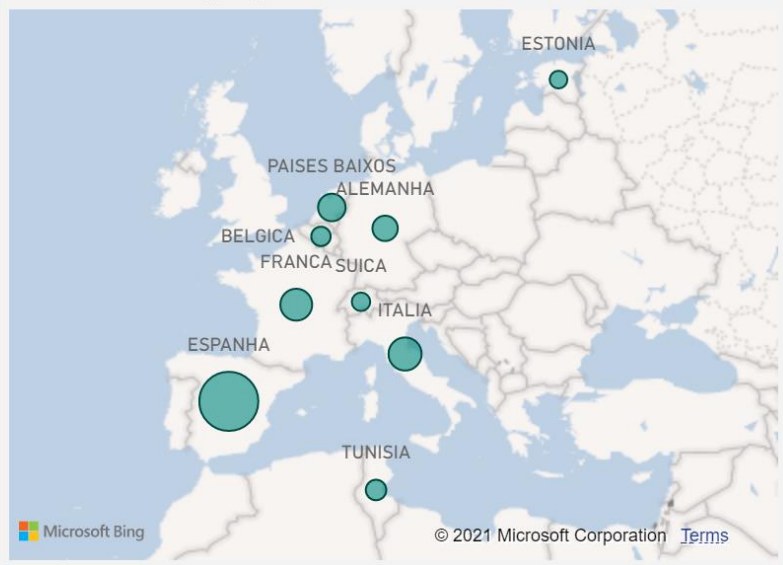 ESTONIA
PAISES BAIXOS
ALEMANHA
BELGICA
FRANCA
SUICA
ITALIA
ESPANHA
TUNISIA
Microsoft Bing
© 2021 Microsoft Corporation Terms